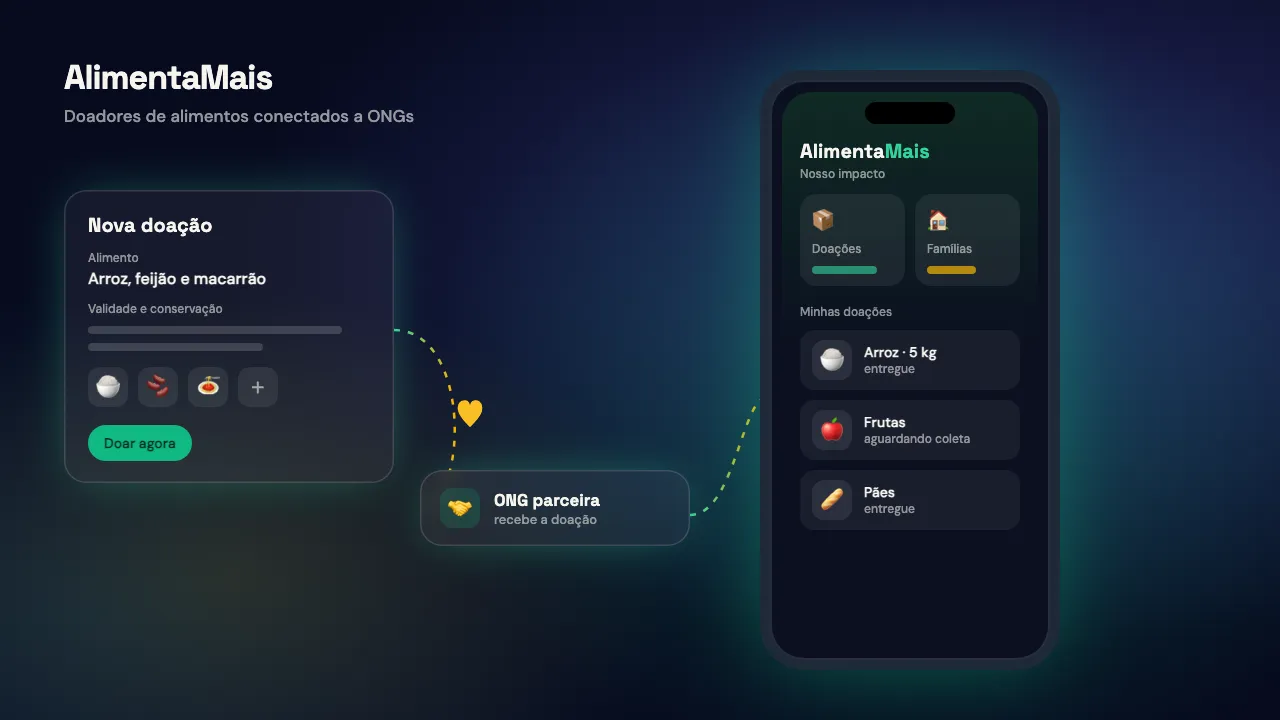 AlimentaMais
Doadores de alimentos conectados a ONGs
Nova doação
Alimento
Arroz, feijão e macarrão
Validade e conservação
+
Doar agora
ONG parceira
recebe a doação
AlimentaMais
Nosso impacto
Doações
Famílias
Minhas doações
Arroz · 5 kg
entregue
Frutas
aguardando coleta
Pães
entregue